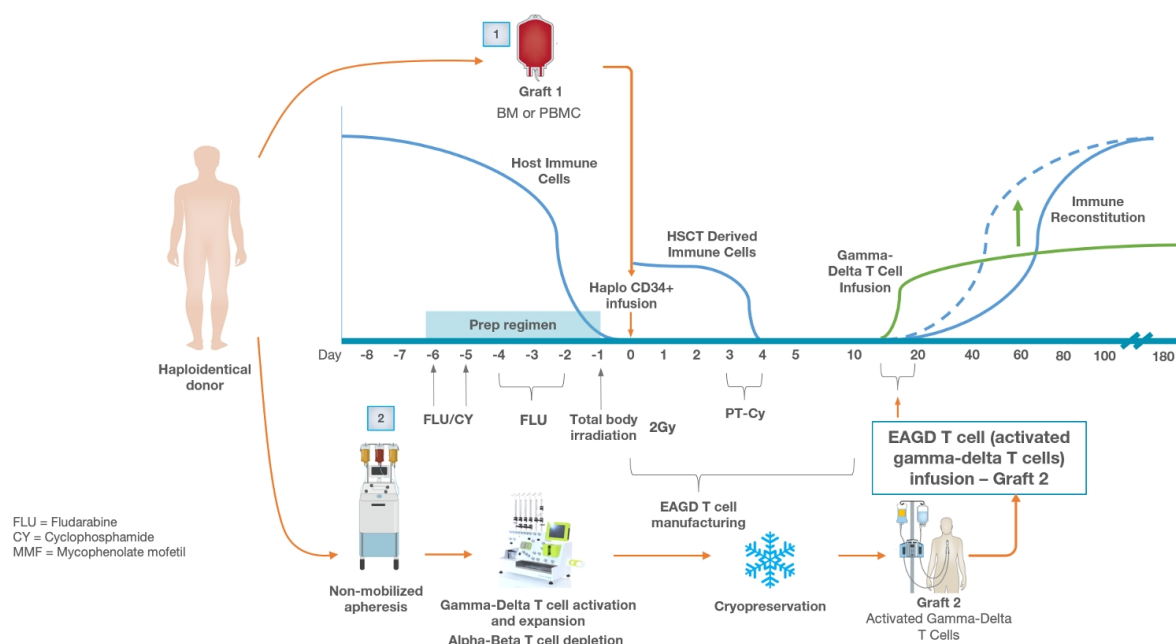 1
Graft 1
BM or PBMC
Host Immune
Cells
HSCT Derived
Immune Cells
Gamma-
Delta T Cell
Infusion
Immune
Reconstitution
Haplo CD34+
infusion
Prep regimen
Haploidentical
donor
Day -8 -7 -6 -5 -4 -3 -2 -1 0 1 2 3 4 5 10 20 40 60 80 100 180
FLU/CY
FLU
Total body
irradiation
2Gy
PT-Cy
2
EAGD T cell
manufacturing
EAGD T cell (activated
gamma-delta T cells)
infusion – Graft 2
FLU = Fludarabine
CY = Cyclophosphamide
MMF = Mycophenolate mofetil
Non-mobilized
apheresis
Gamma-Delta T cell activation
and expansion
Alpha-Beta T cell depletion
Cryopreservation
Graft 2
Activated Gamma-Delta
T Cells